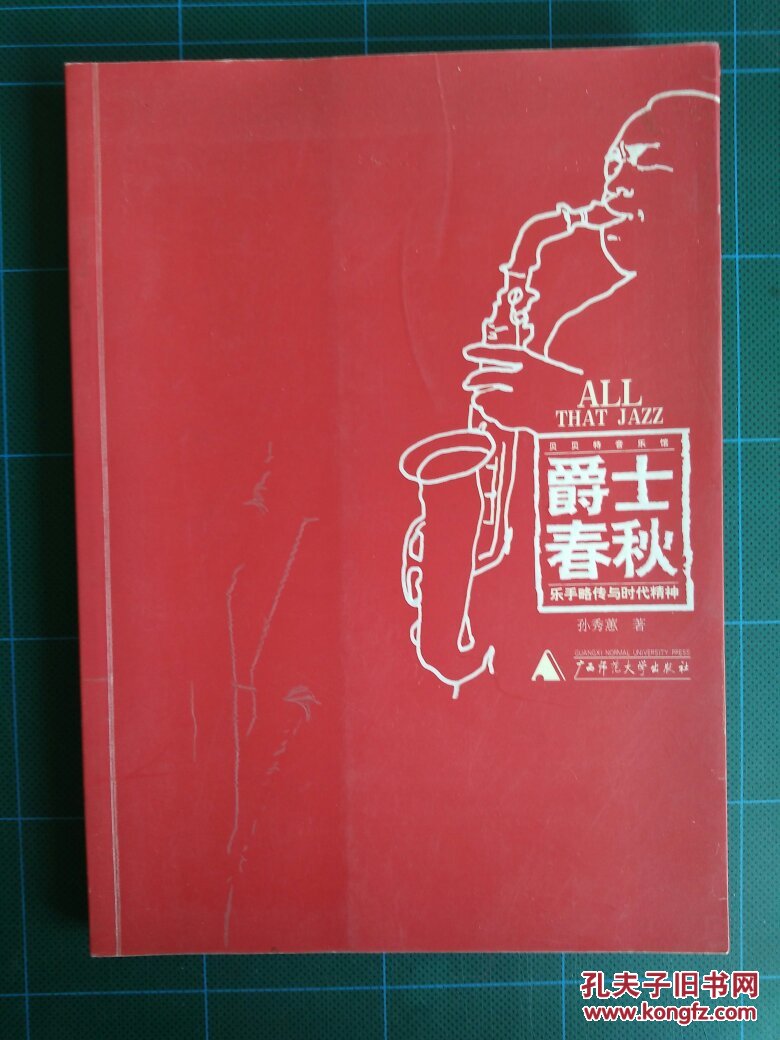 ALL
THAT JAZZ
贝贝特音乐馆
爵士
春秋
乐手略传与时代精神
孙秀蕙 著
GUANGXI NORMAL UNIVERSITY PRESS
广西师范大学出版社
孔夫子旧书网
www.kongfz.com